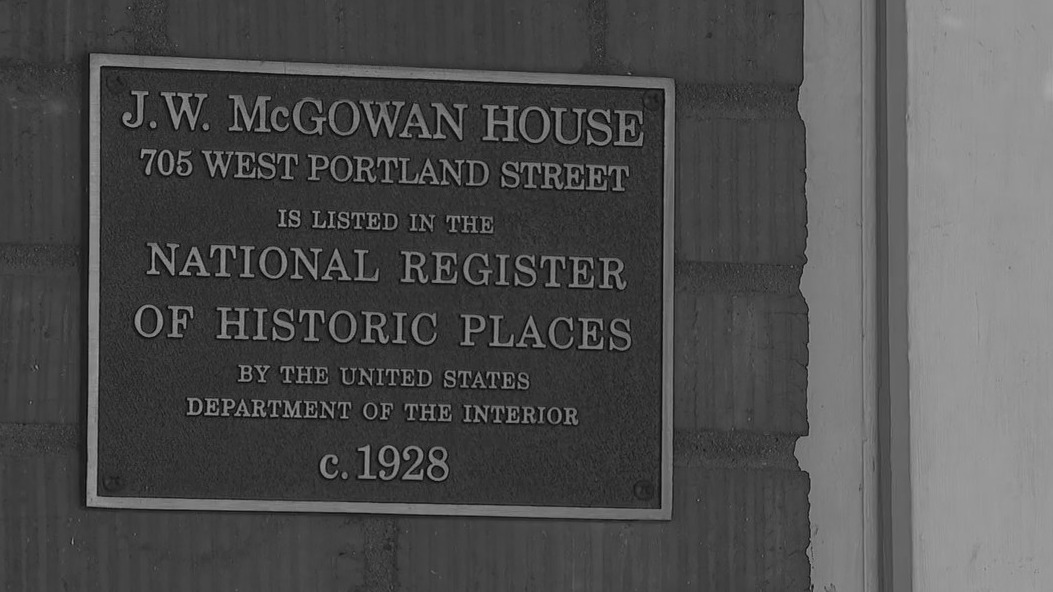 J.W. McGOWAN HOUSE
705 WEST PORTLAND STREET
IS LISTED IN THE
NATIONAL REGISTER
OF HISTORIC PLACES
BY THE UNITED STATES
DEPARTMENT OF THE INTERIOR
c. 1928